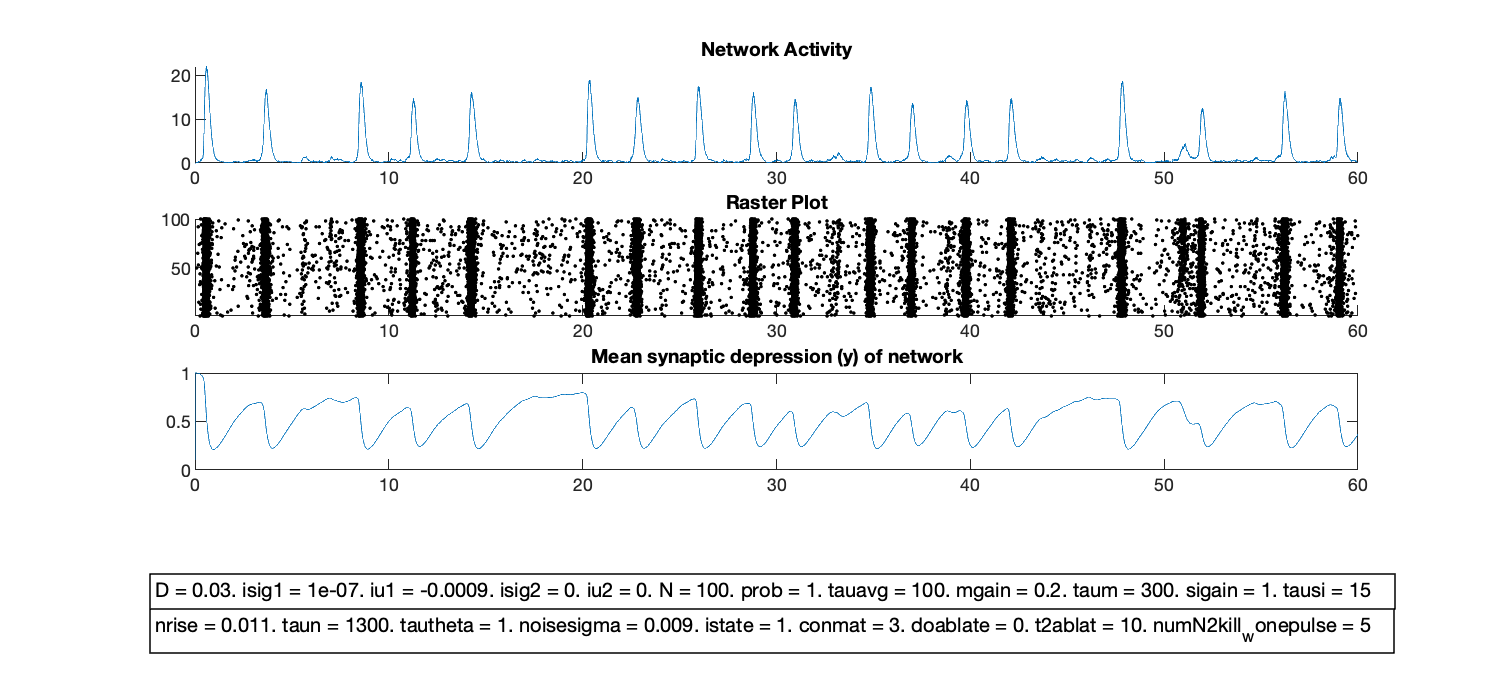 Network Activity
20
10
0
0 10 20 30 40 50 60
Raster Plot
100
50
0 10 20 30 40 50 60
Mean synaptic depression (y) of network
1
0.5
0
0 10 20 30 40 50 60
D = 0.03. isig1 = 1e-07. iu1 = -0.0009. isig2 = 0. iu2 = 0. N = 100. prob = 1. tauavg = 100. mgain = 0.2. taum = 300. sigain = 1. tausi = 15
nrise = 0.011. taun = 1300. tautheta = 1. noisesigma = 0.009. istate = 1. conmat = 3. doablate = 0. t2ablat = 10. numN2kill_wonepulse = 5